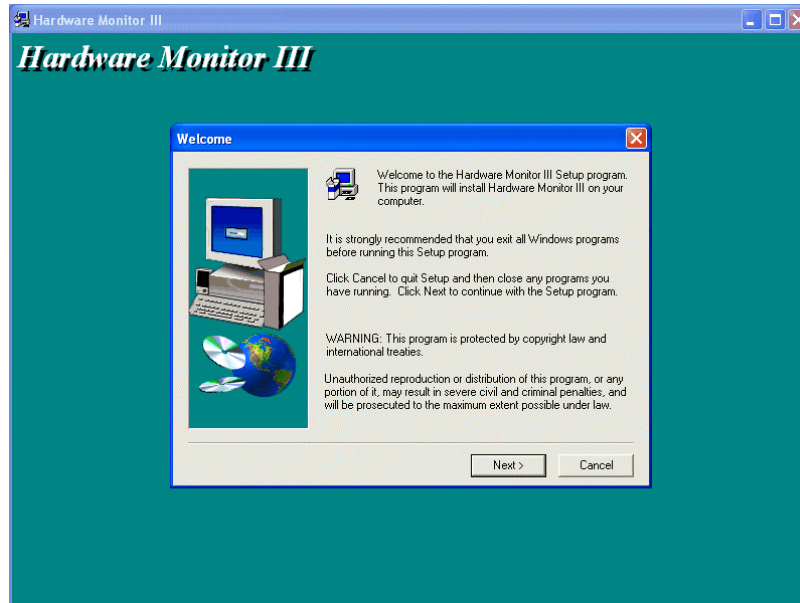 Hardware Monitor III
Hardware Monitor III
Welcome
Welcome to the Hardware Monitor III Setup program.
This program will install Hardware Monitor III on your
computer.
It is strongly recommended that you exit all Windows programs
before running this Setup program.
Click Cancel to quit Setup and then close any programs you
have running.  Click Next to continue with the Setup program.
WARNING: This program is protected by copyright law and
international treaties.
Unauthorized reproduction or distribution of this program, or any
portion of it, may result in severe civil and criminal penalties, and
will be prosecuted to the maximum extent possible under law.
Next > Cancel